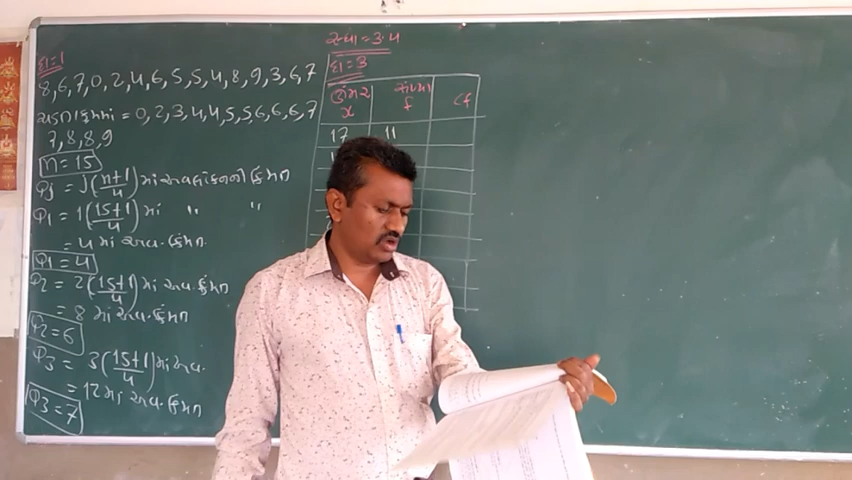 દા=1
8,6,7,0,2,4,6,5,5,4,8,9,3,6,7
ચડતા ક્રમમાં = 0,2,3,4,4,5,5,6,6,6,7
7,8,8,9
n=15
Qj = j(n+1/4) માં અવલોકનની કિંમત
Q1 = 1(15+1/4) માં " "
= 4 માં અવ. કિંમત
Q1=4
Q2 = 2(15+1/4) માં અવ. કિંમત
= 8 માં અવ. કિંમત
Q2=6
Q3 = 3(15+1/4) માં અવ.
= 12 માં અવ. કિંમત
Q3=7
સ્વા = 3.4
દા=3
ઉંમર x
સંખ્યા f
cf
17 11